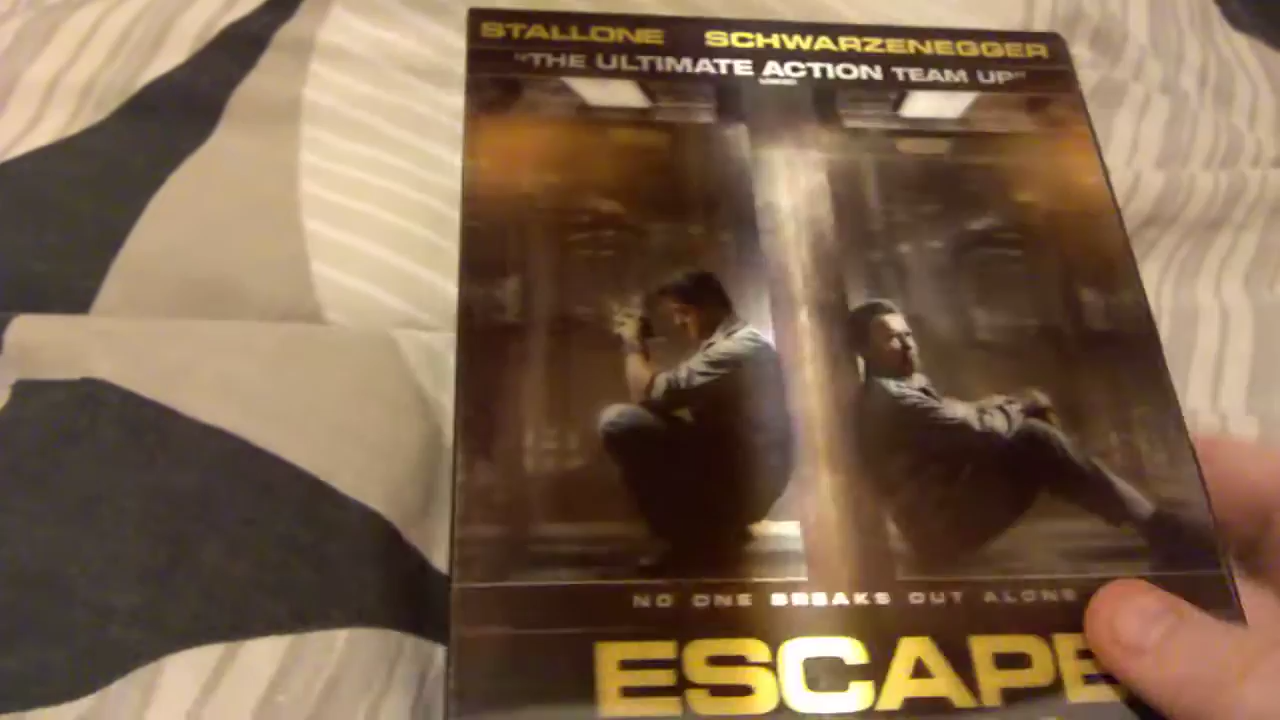 STALLONE SCHWARZENEGGER
"THE ULTIMATE ACTION TEAM UP"
NO ONE BREAKS OUT ALONE
ESCAPE